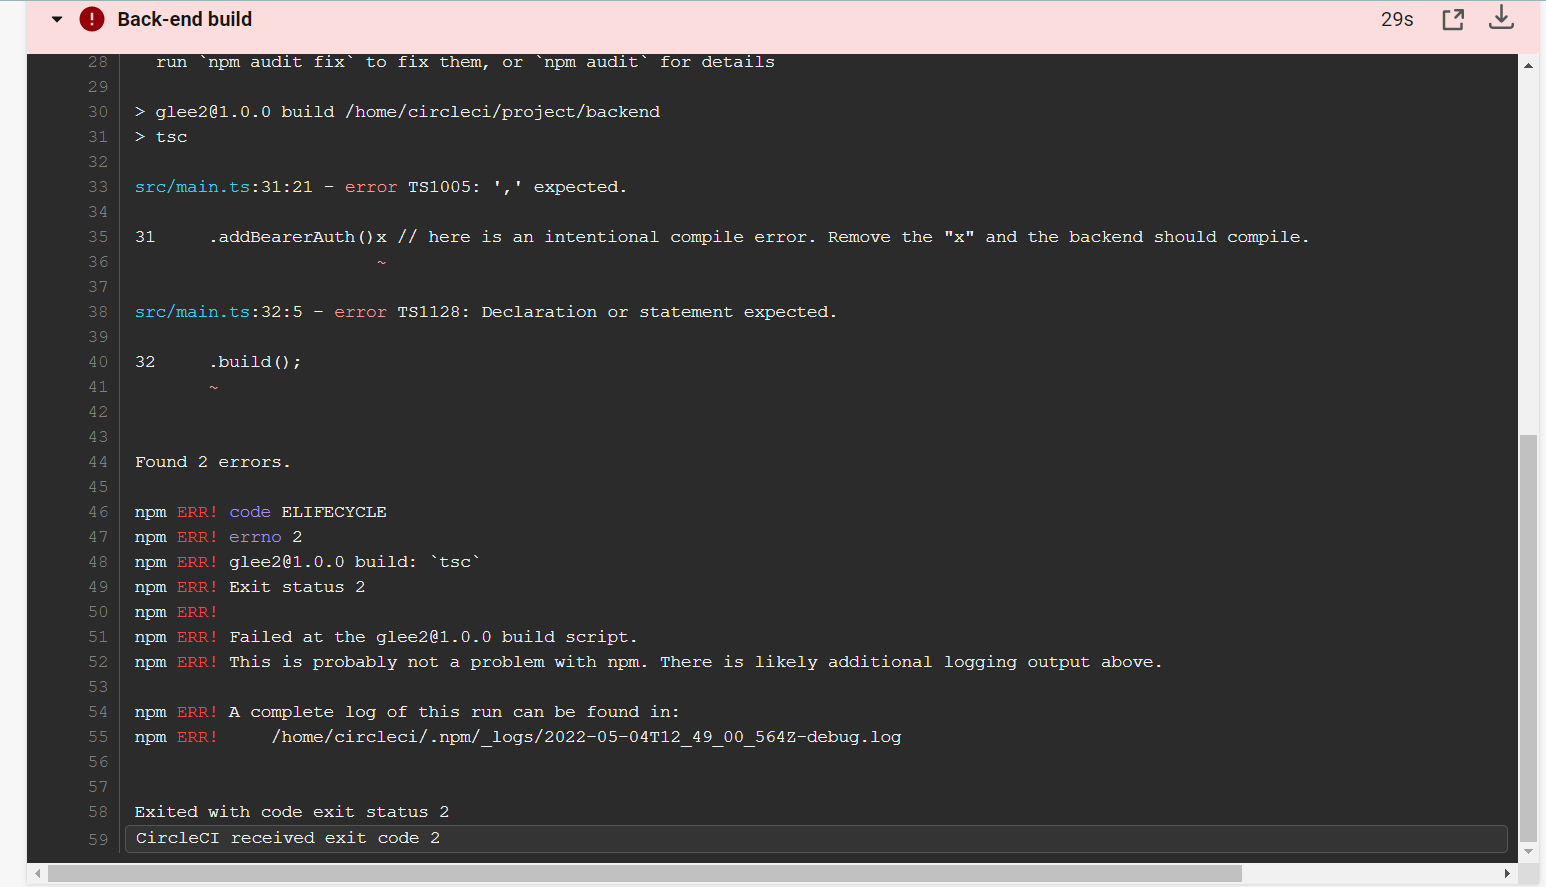 Back-end build 29s
28 run `npm audit fix` to fix them, or `npm audit` for details
29
30 > glee2@1.0.0 build /home/circleci/project/backend
31 > tsc
32
33 src/main.ts:31:21 - error TS1005: ',' expected.
34
35 31     .addBearerAuth()x // here is an intentional compile error. Remove the "x" and the backend should compile.
36                        ~
37
38 src/main.ts:32:5 - error TS1128: Declaration or statement expected.
39
40 32     .build();
41        ~
42
43
44 Found 2 errors.
45
46 npm ERR! code ELIFECYCLE
47 npm ERR! errno 2
48 npm ERR! glee2@1.0.0 build: `tsc`
49 npm ERR! Exit status 2
50 npm ERR!
51 npm ERR! Failed at the glee2@1.0.0 build script.
52 npm ERR! This is probably not a problem with npm. There is likely additional logging output above.
53
54 npm ERR! A complete log of this run can be found in:
55 npm ERR!     /home/circleci/.npm/_logs/2022-05-04T12_49_00_564Z-debug.log
56
57
58 Exited with code exit status 2
59 CircleCI received exit code 2